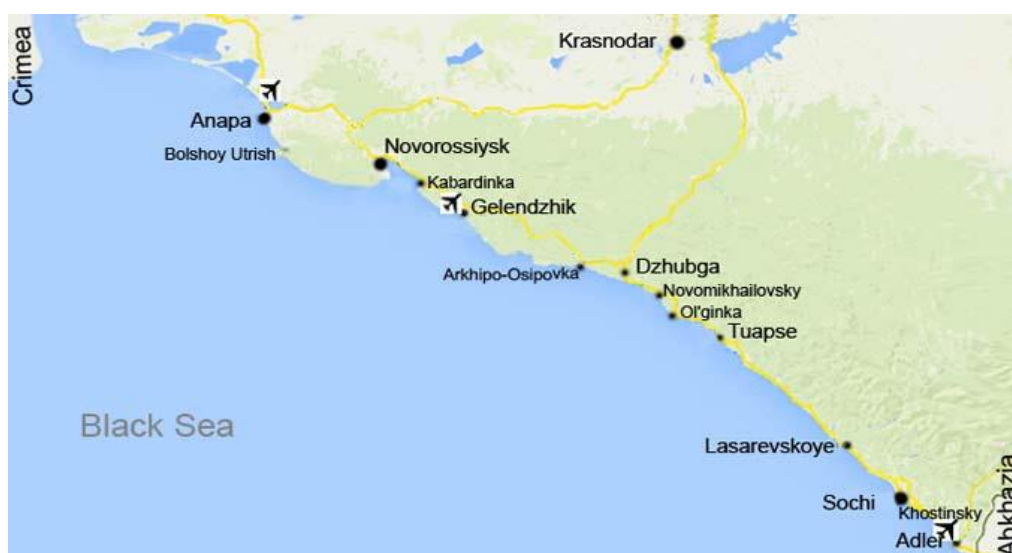 Crimea
Krasnodar
Anapa
Bolshoy Utrish
Novorossiysk
Kabardinka
Gelendzhik
Arkhipo-Osipovka
Dzhubga
Novomikhailovsky
Ol'ginka
Tuapse
Black Sea
Lasarevskoye
Sochi
Khostinsky
Adler
Abkhazia